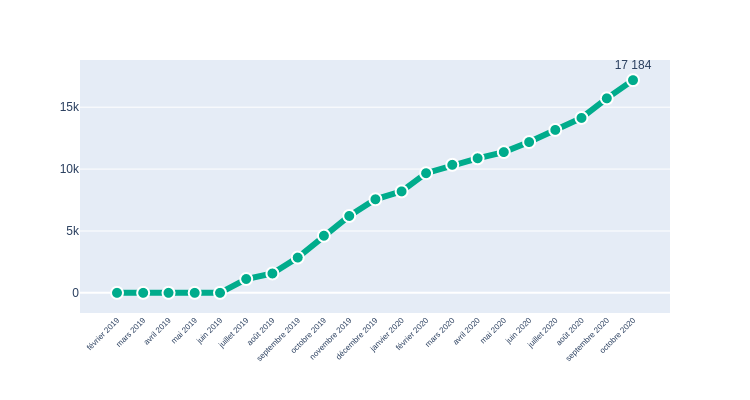 17 184
15k
10k
5k
0
février 2019
mars 2019
avril 2019
mai 2019
juin 2019
juillet 2019
août 2019
septembre 2019
octobre 2019
novembre 2019
décembre 2019
janvier 2020
février 2020
mars 2020
avril 2020
mai 2020
juin 2020
juillet 2020
août 2020
septembre 2020
octobre 2020